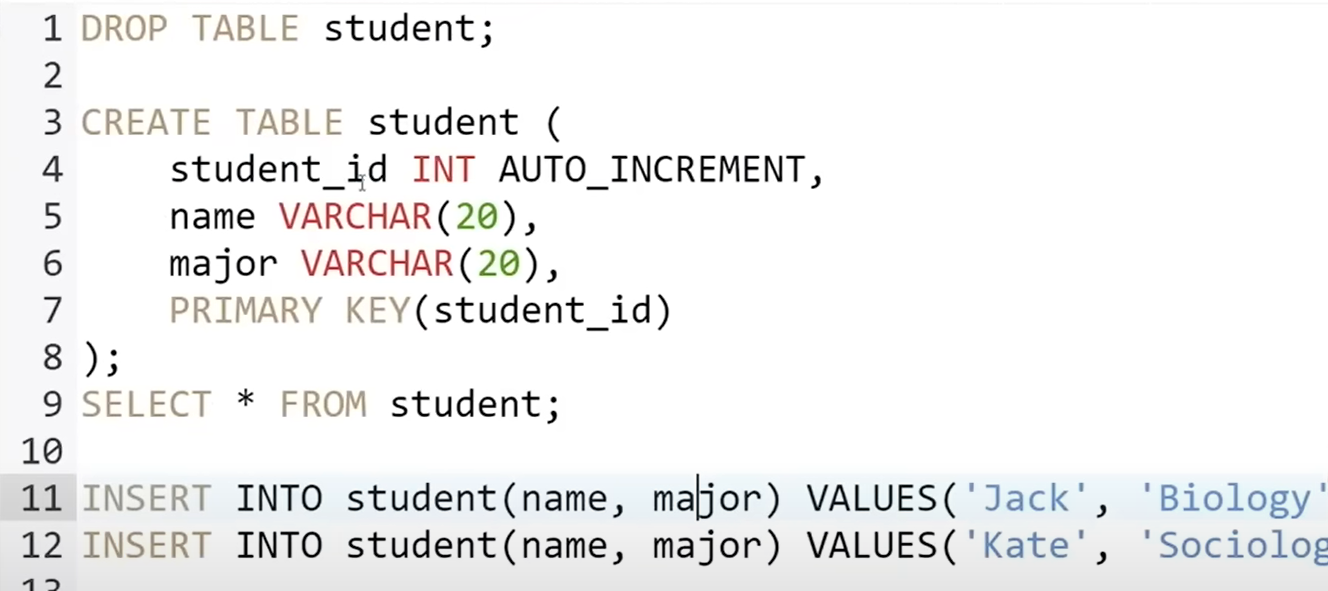 1 DROP TABLE student;
2
3 CREATE TABLE student (
4     student_id INT AUTO_INCREMENT,
5     name VARCHAR(20),
6     major VARCHAR(20),
7     PRIMARY KEY(student_id)
8 );
9 SELECT * FROM student;
10
11 INSERT INTO student(name, major) VALUES('Jack', 'Biology'
12 INSERT INTO student(name, major) VALUES('Kate', 'Sociolog
13